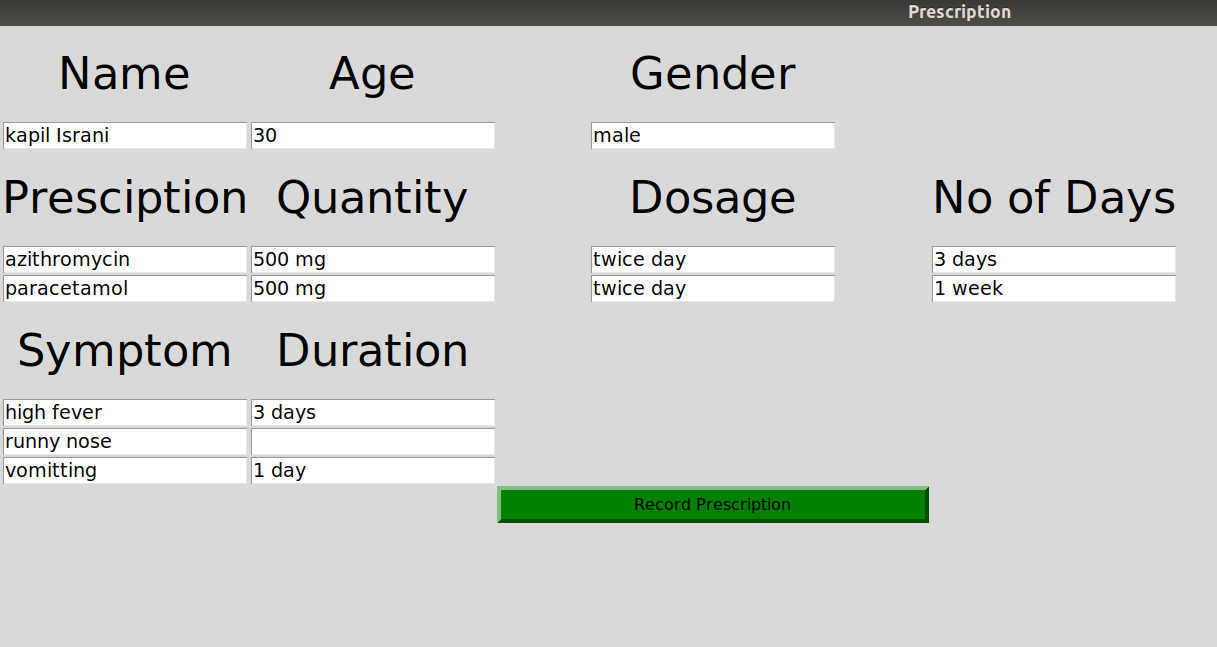 Prescription
Name Age Gender
kapil Israni 30 male
Presciption Quantity Dosage No of Days
azithromycin 500 mg twice day 3 days
paracetamol 500 mg twice day 1 week
Symptom Duration
high fever 3 days
runny nose
vomitting 1 day
Record Prescription